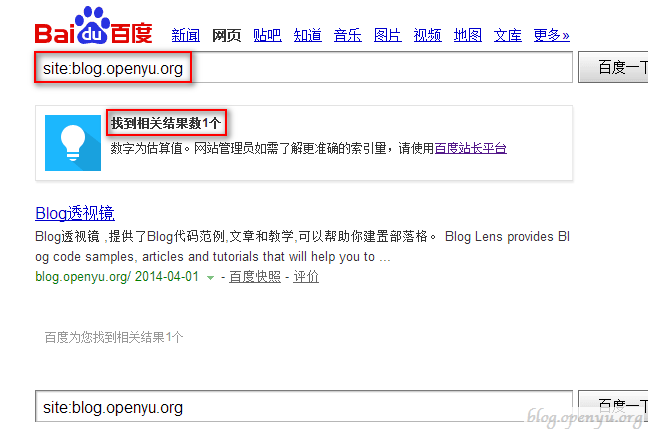 Bai du 百度 新闻 网页 贴吧 知道 音乐 图片 视频 地图 文库 更多»
site:blog.openyu.org 百度一下
找到相关结果数1个
数字为估算值。网站管理员如需了解更准确的索引量，请使用百度站长平台
Blog透视镜
Blog透视镜 ,提供了Blog代码范例,文章和教学,可以帮助你建置部落格。 Blog Lens provides Bl
og code samples, articles and tutorials that will help you to ...
blog.openyu.org/ 2014-04-01 - 百度快照 - 评价
百度为您找到相关结果1个
site:blog.openyu.org 百度一下
blog.openyu.org